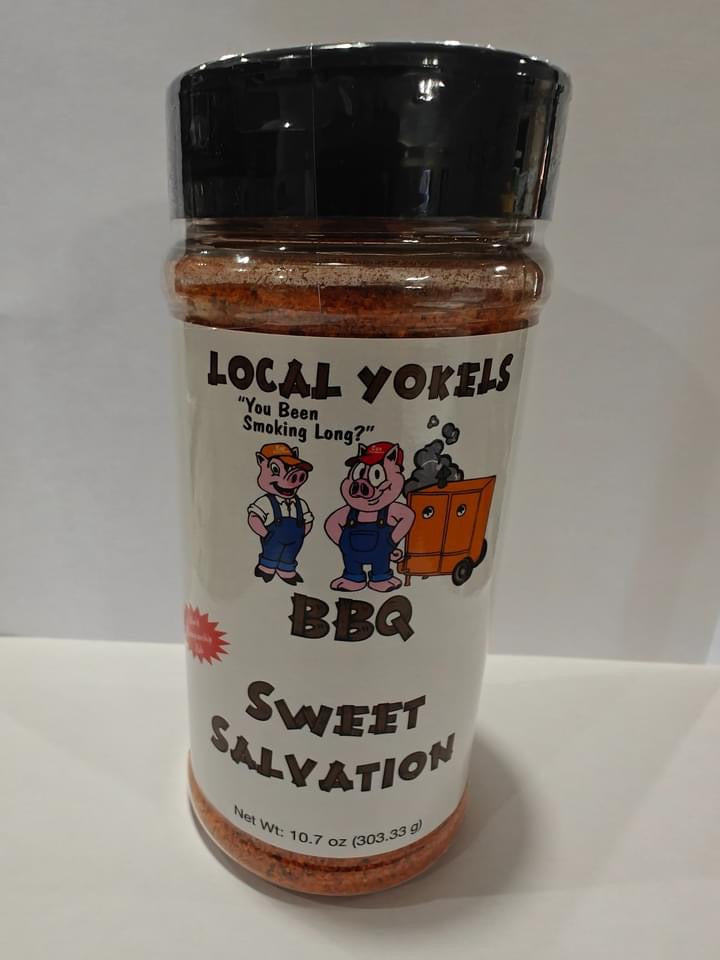 LOCAL YOKELS
"You Been
Smoking Long?"
BBQ
SWEET
SALVATION
Net Wt: 10.7 oz (303.33 g)